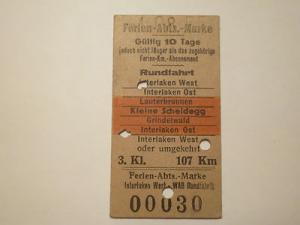 Ferien-Abts.-Marke
Gültig 10 Tage
jedoch nicht länger als das zugehörige
Ferien-Km.-Abonnement
Rundfahrt
Interlaken West
Interlaken Ost
Lauterbrunnen
Kleine Scheidegg
Grindelwald
Interlaken Ost
Interlaken West
oder umgekehrt
3. Kl. 107 Km
Ferien-Abts.-Marke
Interlaken West - WAB Rundfahrt
00030